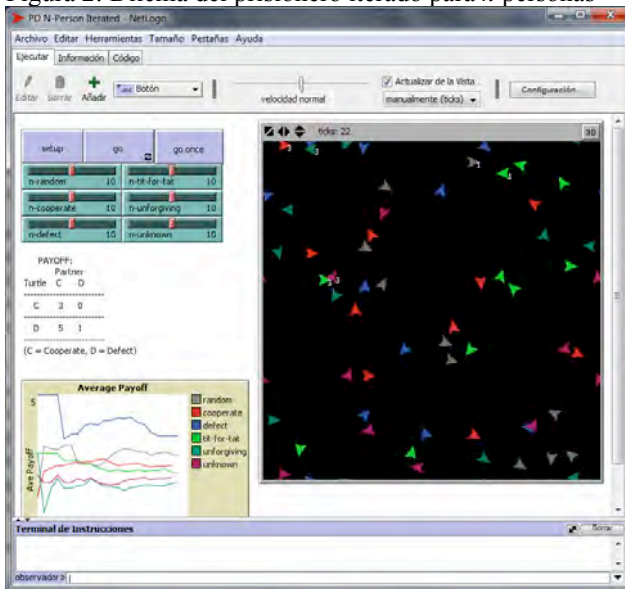 Figura 2. Dilema del prisionero iterado para n personas
PD N-Person Iterated - NetLogo
Archivo Editar Herramientas Tamaño Pestañas Ayuda
Ejecutar Información Código
Editar Borrar Añadir
Botón
velocidad normal
Actualizar de la Vista
manualmente (ticks)
Configuración...
ticks: 22
3D
setup go go once
n-random 10 n-tit-for-tat 10
n-cooperate 10 n-unforgiving 10
n-defect 10 n-unknown 10
PAYOFF:
Partner
Turtle C D
C 3 0
D 5 1
(C = Cooperate, D = Defect)
Average Payoff
5
Ave Payoff
random
cooperate
defect
tit-for-tat
unforgiving
unknown
Terminal de Instrucciones
Borrar
observador>